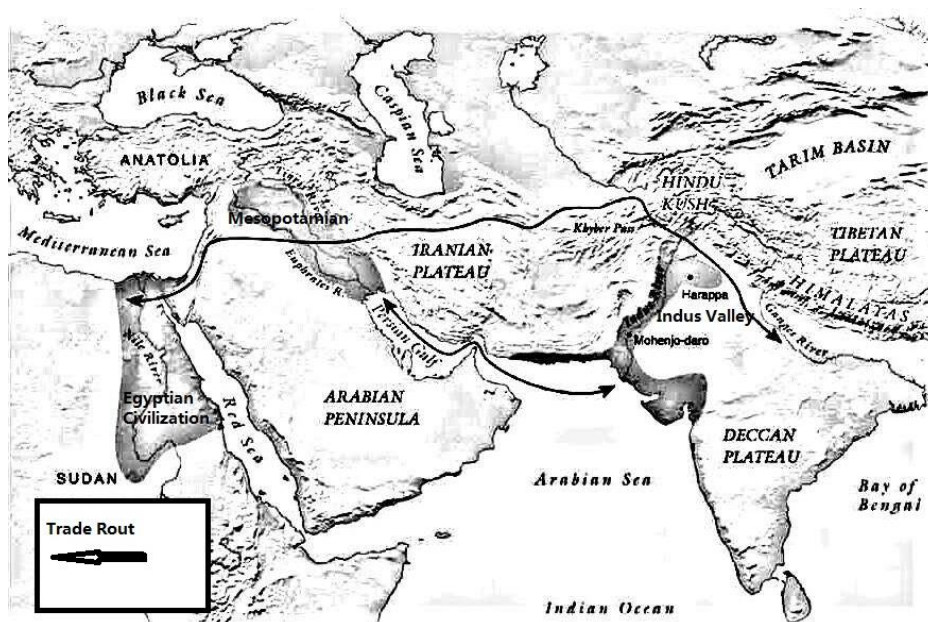 Black Sea
Caspian Sea
ANATOLIA
TARIM BASIN
HINDU
KUSH
Mesopotamian
Khyber Pass
Mediterranean Sea
IRANIAN
PLATEAU
TIBETAN
PLATEAU
Euphrates R.
HIMALAYAS
Harappa
Indus Valley
Ganges River
Persian Gulf
Mohenjo-daro
Nile River
Egyptian
Civilization
Red Sea
ARABIAN
PENINSULA
DECCAN
PLATEAU
SUDAN
Arabian Sea
Bay of
Bengal
Trade Rout
Indian Ocean